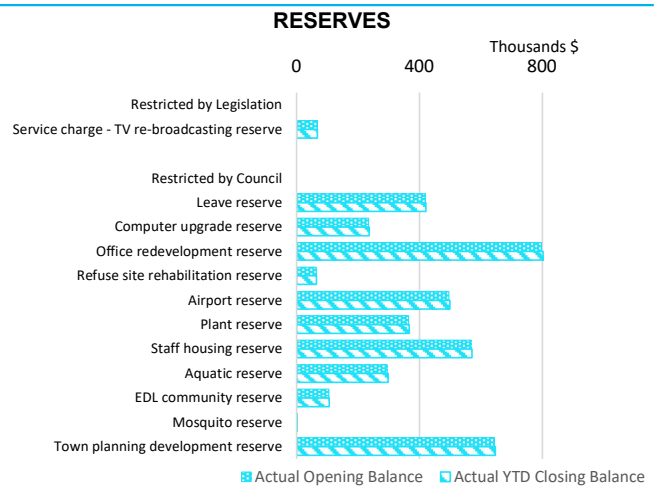 RESERVES
Thousands $
0 400 800
Restricted by Legislation
Service charge - TV re-broadcasting reserve
Restricted by Council
Leave reserve
Computer upgrade reserve
Office redevelopment reserve
Refuse site rehabilitation reserve
Airport reserve
Plant reserve
Staff housing reserve
Aquatic reserve
EDL community reserve
Mosquito reserve
Town planning development reserve
Actual Opening Balance Actual YTD Closing Balance